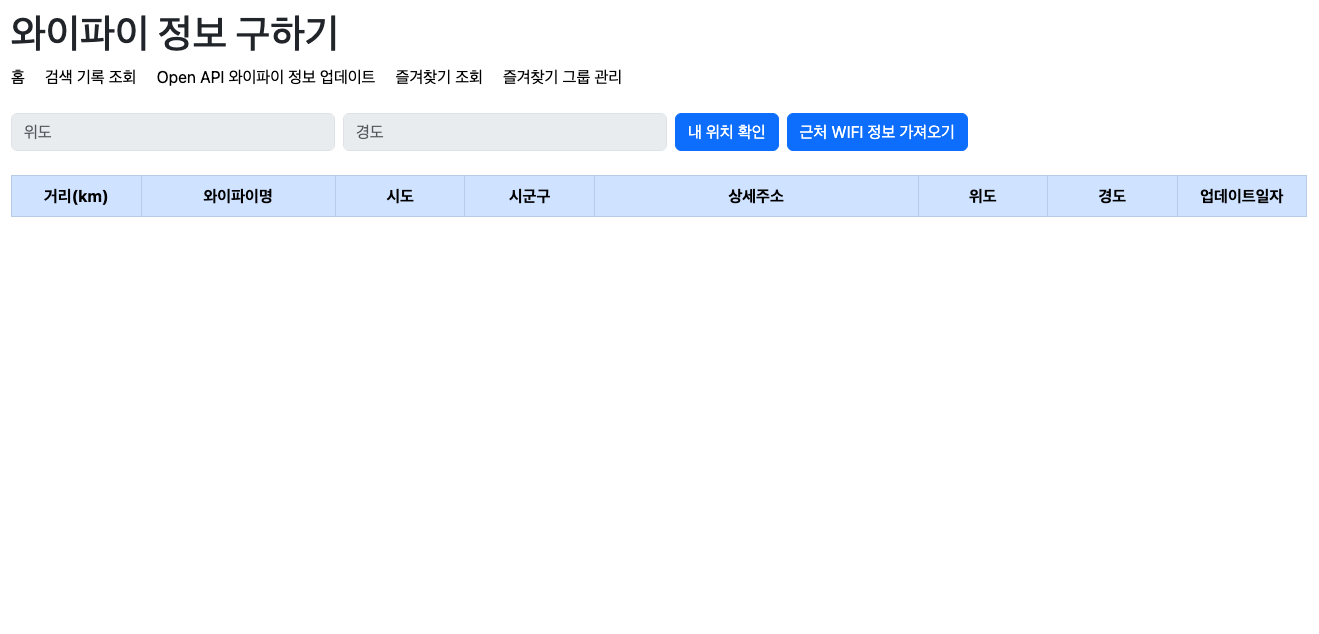 와이파이 정보 구하기
홈 검색 기록 조회 Open API 와이파이 정보 업데이트 즐겨찾기 조회 즐겨찾기 그룹 관리
위도 경도 내 위치 확인 근처 WIFI 정보 가져오기
거리(km) 와이파이명 시도 시군구 상세주소 위도 경도 업데이트일자